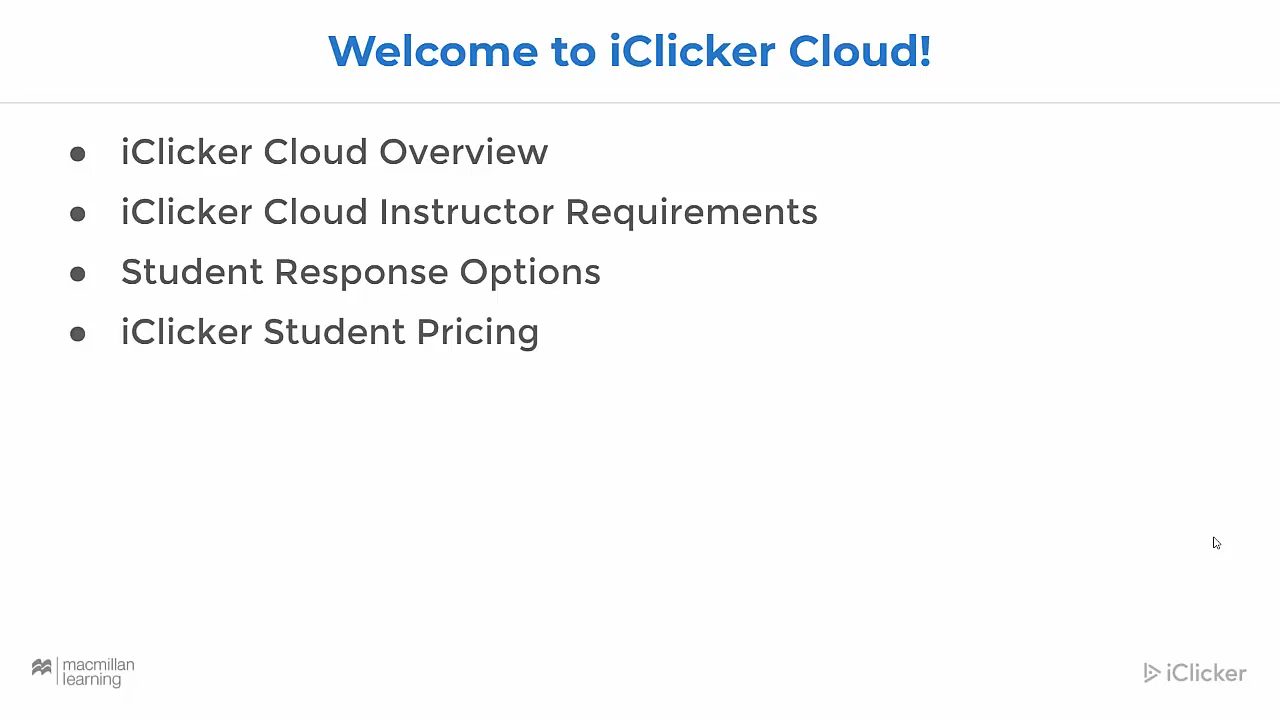 Welcome to iClicker Cloud!
● iClicker Cloud Overview
● iClicker Cloud Instructor Requirements
● Student Response Options
● iClicker Student Pricing
macmillan
learning
iClicker